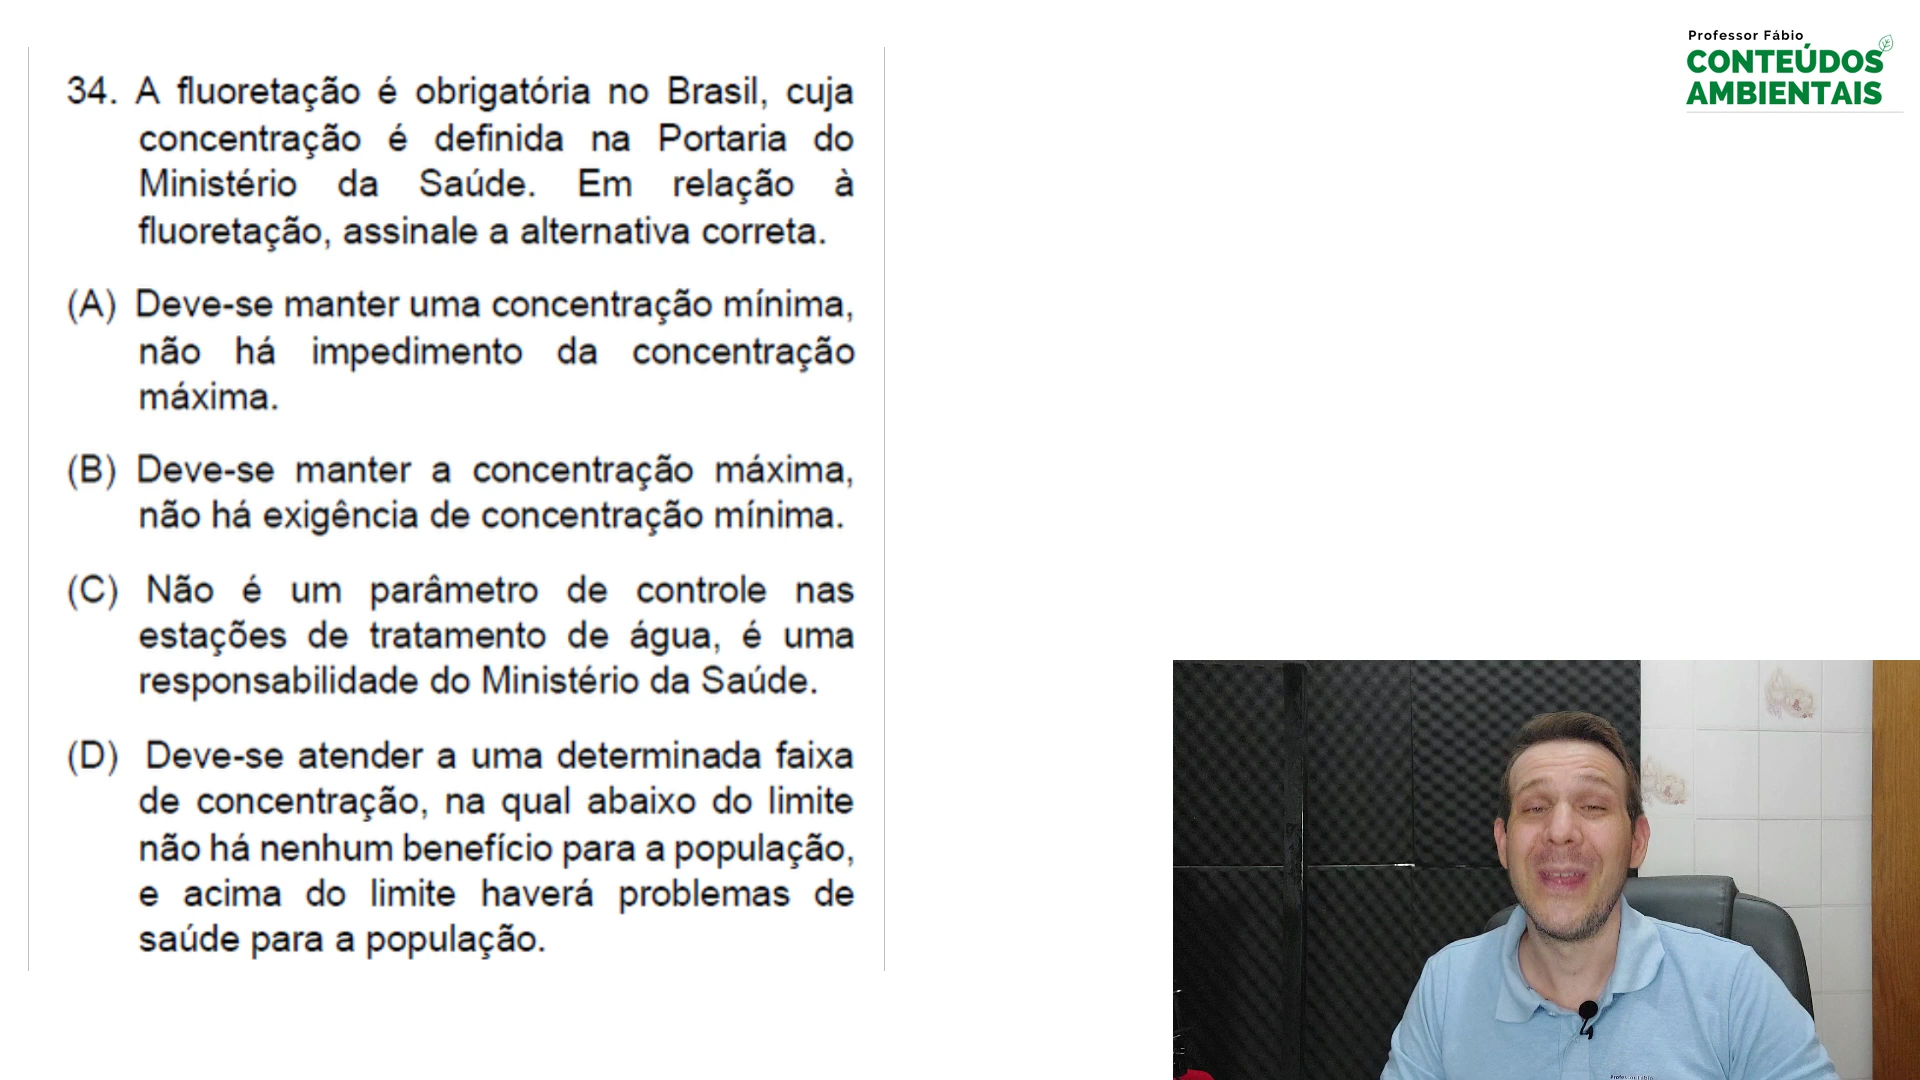 Professor Fábio
CONTEÚDOS
AMBIENTAIS
34. A fluoretação é obrigatória no Brasil, cuja
concentração é definida na Portaria do
Ministério da Saúde. Em relação à
fluoretação, assinale a alternativa correta.
(A) Deve-se manter uma concentração mínima,
não há impedimento da concentração
máxima.
(B) Deve-se manter a concentração máxima,
não há exigência de concentração mínima.
(C) Não é um parâmetro de controle nas
estações de tratamento de água, é uma
responsabilidade do Ministério da Saúde.
(D) Deve-se atender a uma determinada faixa
de concentração, na qual abaixo do limite
não há nenhum benefício para a população,
e acima do limite haverá problemas de
saúde para a população.